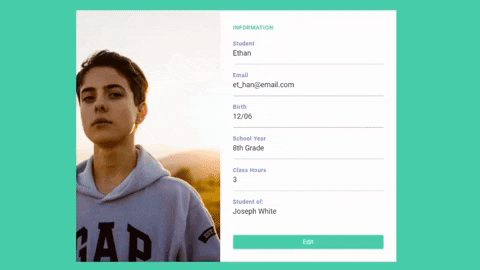 INFORMATION
Student
Ethan
Email
et_han@email.com
Birth
12/06
School Year
8th Grade
Class Hours
3
Student of
Joseph White
Edit
GAP